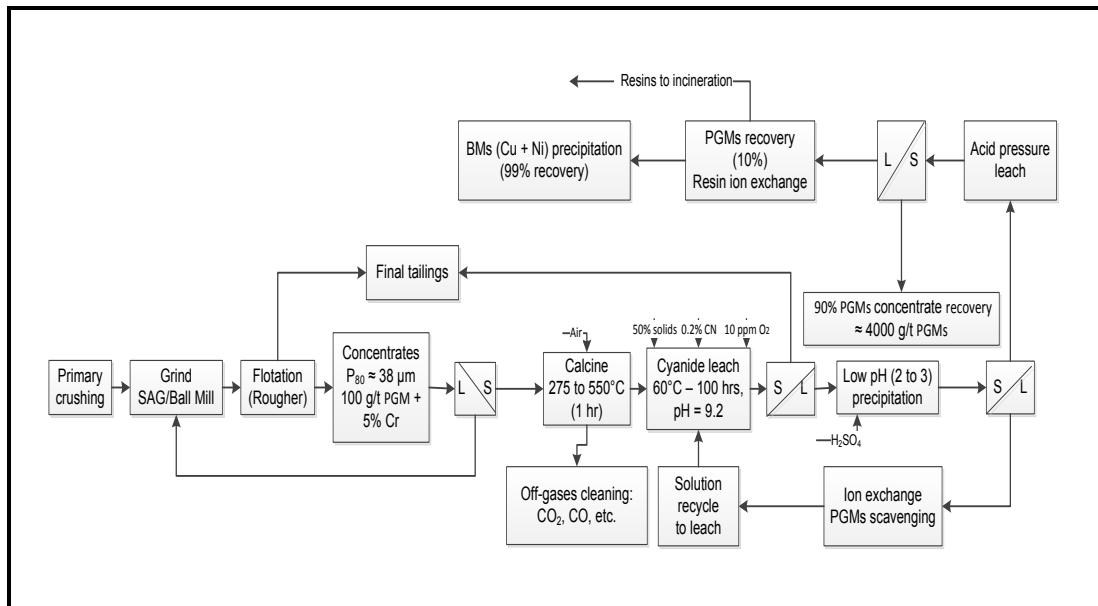 Resins to incineration
BMs (Cu + Ni) precipitation
(99% recovery)
PGMs recovery
(10%)
Resin ion exchange
L
S
Acid pressure
leach
Final tailings
90% PGMs concentrate recovery
≈ 4000 g/t PGMs
Air
50% solids
0.2% CN
10 ppm O2
Primary
crushing
Grind
SAG/Ball Mill
Flotation
(Rougher)
Concentrates
P80 ≈ 38 µm
100 g/t PGM +
5% Cr
L
S
Calcine
275 to 550°C
(1 hr)
Cyanide leach
60°C – 100 hrs,
pH = 9.2
S
L
Low pH (2 to 3)
precipitation
S
L
H2SO4
Off-gases cleaning:
CO2, CO, etc.
Solution
recycle
to leach
Ion exchange
PGMs scavenging